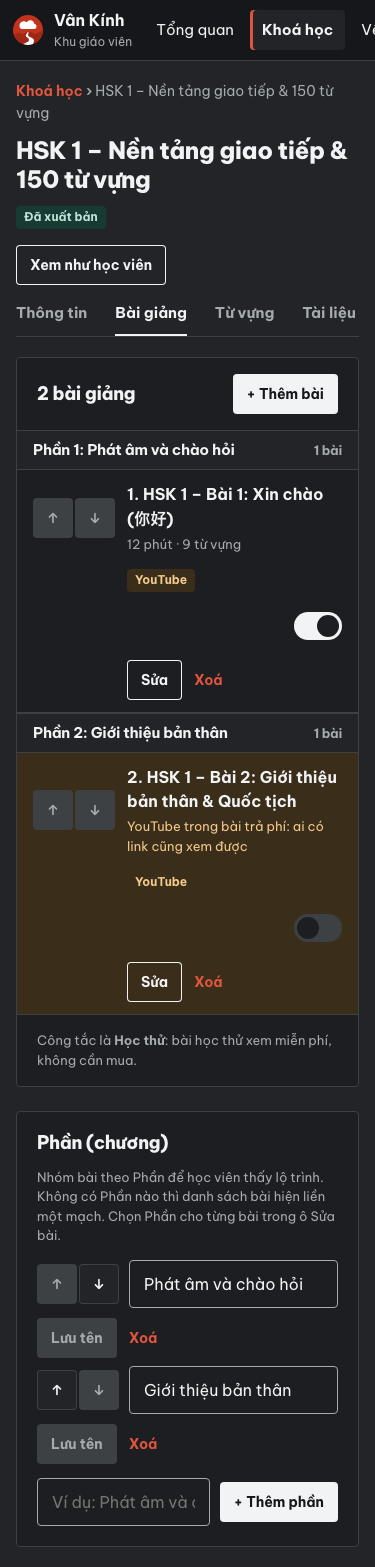 Vân Kính
Khu giáo viên
Tổng quan
Khoá học
Khoá học > HSK 1 – Nền tảng giao tiếp & 150 từ
vựng
HSK 1 – Nền tảng giao tiếp &
150 từ vựng
Đã xuất bản
Xem như học viên
Thông tin
Bài giảng
Từ vựng
Tài liệu
2 bài giảng
+ Thêm bài
Phần 1: Phát âm và chào hỏi
1 bài
↑ ↓
1. HSK 1 – Bài 1: Xin chào
(你好)
12 phút · 9 từ vựng
YouTube
Sửa
Xoá
Phần 2: Giới thiệu bản thân
1 bài
↑ ↓
2. HSK 1 – Bài 2: Giới thiệu
bản thân & Quốc tịch
YouTube trong bài trả phí: ai có
link cũng xem được
YouTube
Sửa
Xoá
Công tắc là Học thử: bài học thử xem miễn phí,
không cần mua.
Phần (chương)
Nhóm bài theo Phần để học viên thấy lộ trình.
Không có Phần nào thì danh sách bài hiện liền
một mạch. Chọn Phần cho từng bài trong ô Sửa
bài.
↑ ↓
Phát âm và chào hỏi
Lưu tên
Xoá
↑ ↓
Giới thiệu bản thân
Lưu tên
Xoá
Ví dụ: Phát âm và
+ Thêm phần